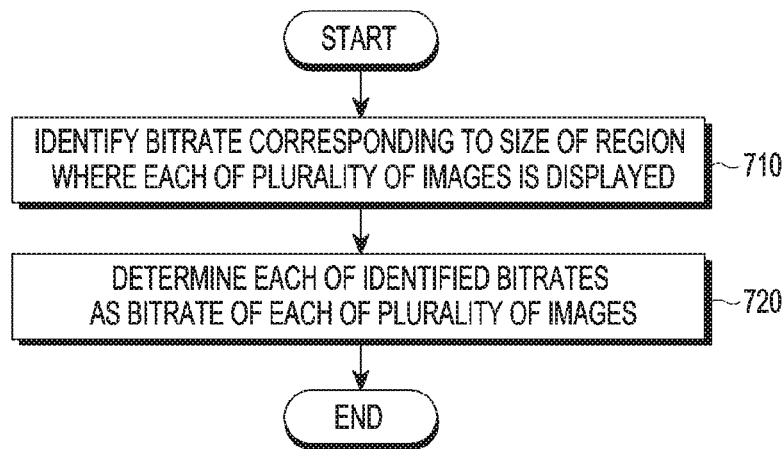 START
IDENTIFY BITRATE CORRESPONDING TO SIZE OF REGION
WHERE EACH OF PLURALITY OF IMAGES IS DISPLAYED
710
DETERMINE EACH OF IDENTIFIED BITRATES
AS BITRATE OF EACH OF PLURALITY OF IMAGES
720
END